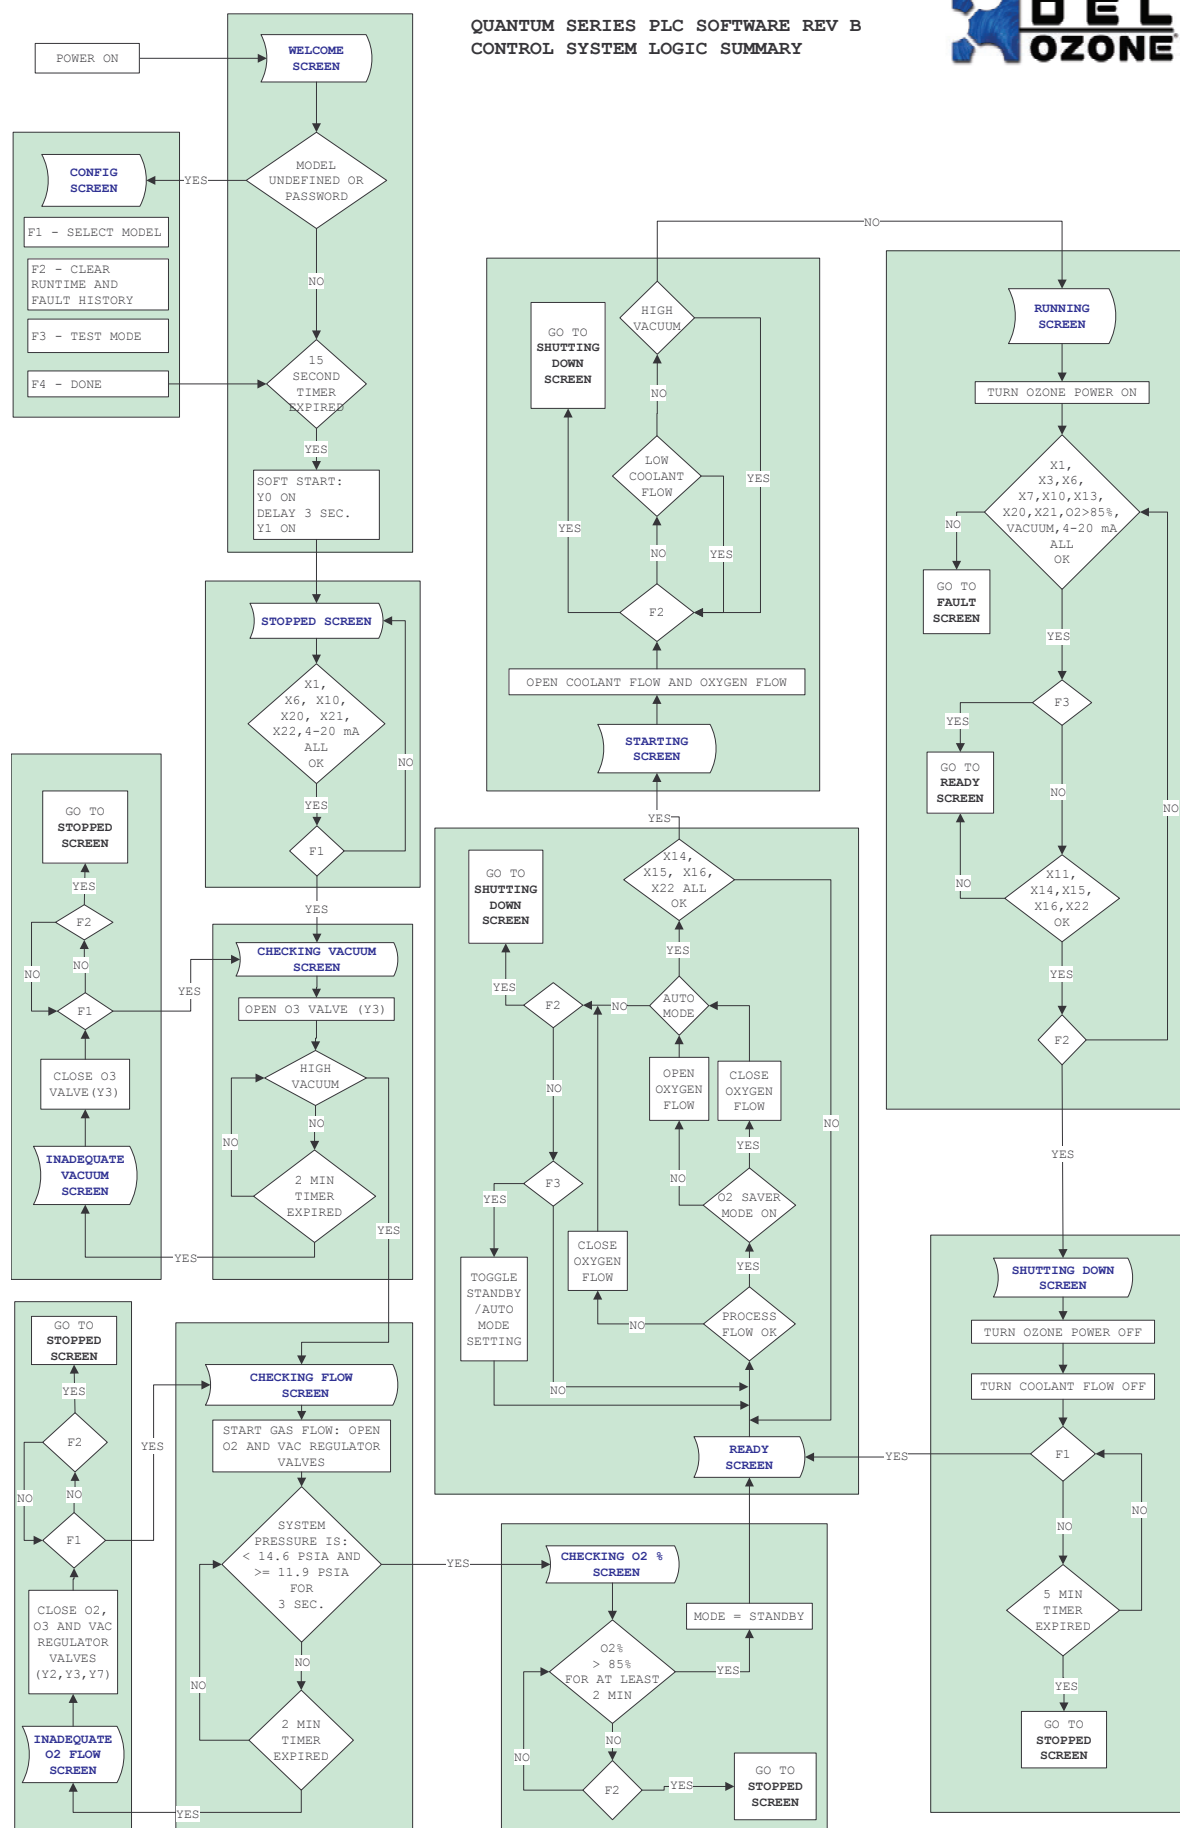 QUANTUM SERIES PLC SOFTWARE REV B
CONTROL SYSTEM LOGIC SUMMARY
DEL
OZONE
POWER ON
WELCOME
SCREEN
MODEL
UNDEFINED OR
PASSWORD
YES
NO
CONFIG
SCREEN
F1 - SELECT MODEL
F2 - CLEAR
RUNTIME AND
FAULT HISTORY
F3 - TEST MODE
F4 - DONE
15
SECOND
TIMER
EXPIRED
YES
SOFT START:
Y0 ON
DELAY 3 SEC.
Y1 ON
STOPPED SCREEN
X1,
X6, X10,
X20, X21,
X22,4-20 mA
ALL
OK
NO
YES
F1
YES
CHECKING VACUUM
SCREEN
OPEN O3 VALVE (Y3)
HIGH
VACUUM
NO
NO
2 MIN
TIMER
EXPIRED
YES
YES
GO TO
STOPPED
SCREEN
YES
F2
NO
NO
F1
YES
CLOSE O3
VALVE(Y3)
INADEQUATE
VACUUM
SCREEN
GO TO
STOPPED
SCREEN
YES
F2
NO
NO
F1
YES
CLOSE O2,
O3 AND VAC
REGULATOR
VALVES
(Y2,Y3,Y7)
INADEQUATE
O2 FLOW
SCREEN
CHECKING FLOW
SCREEN
START GAS FLOW: OPEN
O2 AND VAC REGULATOR
VALVES
SYSTEM
PRESSURE IS:
< 14.6 PSIA AND
>= 11.9 PSIA
FOR
3 SEC.
YES
NO
NO
2 MIN
TIMER
EXPIRED
YES
CHECKING O2 %
SCREEN
MODE = STANDBY
O2%
> 85%
FOR AT LEAST
2 MIN
YES
NO
NO
F2
YES
GO TO
STOPPED
SCREEN
NO
HIGH
VACUUM
GO TO
SHUTTING
DOWN
SCREEN
NO
LOW
COOLANT
FLOW
YES
YES
NO
YES
F2
OPEN COOLANT FLOW AND OXYGEN FLOW
STARTING
SCREEN
YES
X14,
X15, X16,
X22 ALL
OK
GO TO
SHUTTING
DOWN
SCREEN
YES
YES
F2
NO
AUTO
MODE
NO
OPEN
OXYGEN
FLOW
CLOSE
OXYGEN
FLOW
NO
YES
NO
F3
YES
O2 SAVER
MODE ON
CLOSE
OXYGEN
FLOW
YES
TOGGLE
STANDBY
/AUTO
MODE
SETTING
NO
PROCESS
FLOW OK
NO
READY
SCREEN
YES
RUNNING
SCREEN
TURN OZONE POWER ON
X1,
X3,X6,
X7,X10,X13,
X20,X21,O2>85%,
VACUUM,4-20 mA
ALL
OK
NO
GO TO
FAULT
SCREEN
YES
F3
YES
GO TO
READY
SCREEN
NO
NO
NO
X11,
X14,X15,
X16,X22
OK
YES
F2
YES
SHUTTING DOWN
SCREEN
TURN OZONE POWER OFF
TURN COOLANT FLOW OFF
F1
NO
NO
5 MIN
TIMER
EXPIRED
YES
GO TO
STOPPED
SCREEN